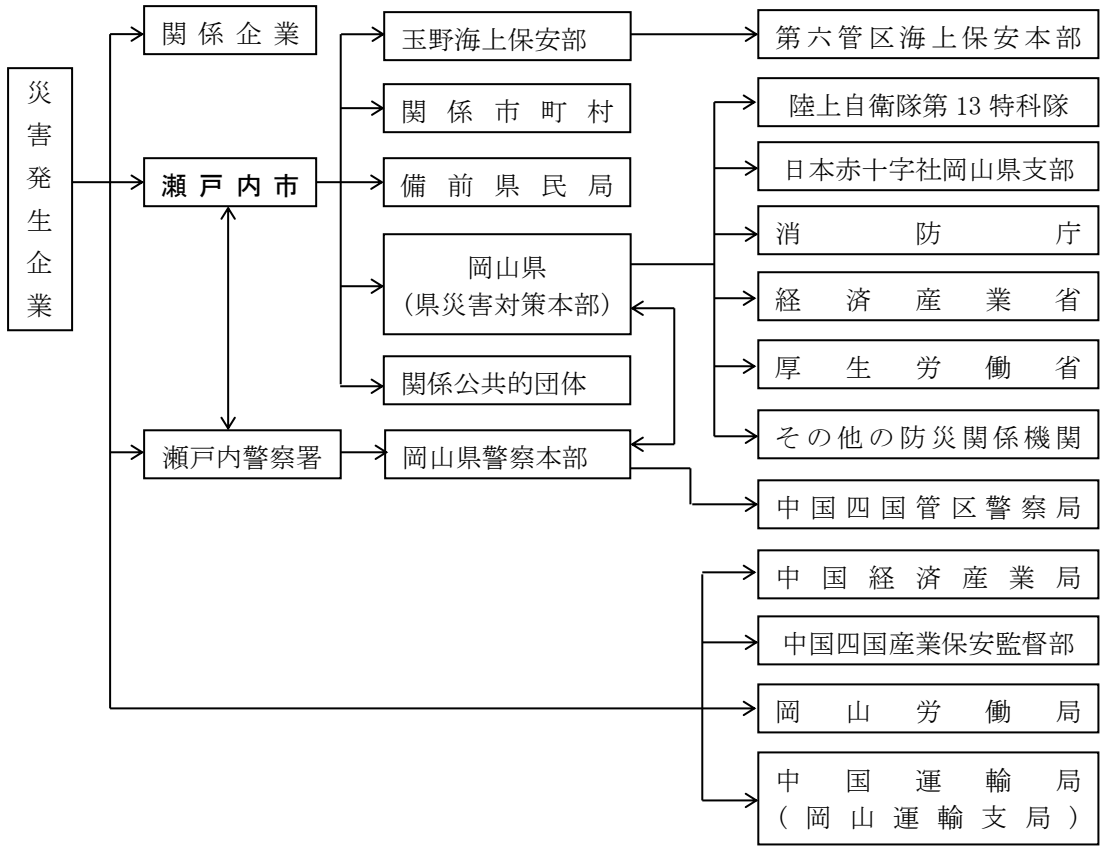 災害発生企業
関係企業
瀬戸内市
瀬戸内警察署
玉野海上保安部
関係市町村
備前県民局
岡山県
(県災害対策本部)
関係公共的団体
岡山県警察本部
第六管区海上保安本部
陸上自衛隊第 13 特科隊
日本赤十字社岡山県支部
消防庁
経済産業省
厚生労働省
その他の防災関係機関
中国四国管区警察局
中国経済産業局
中国四国産業保安監督部
岡山労働局
中国運輸局
(岡山運輸支局)